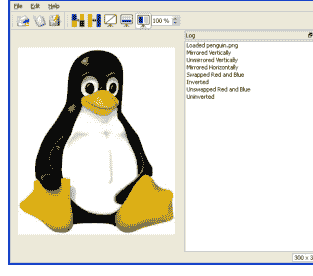 File Edit Help
100 %
Log
Loaded penguin.png
Mirrored Vertically
Unmirrored Vertically
Mirrored Horizontally
Swapped Red and Blue
Inverted
Unswapped Red and Blue
Uninverted
300 x 3